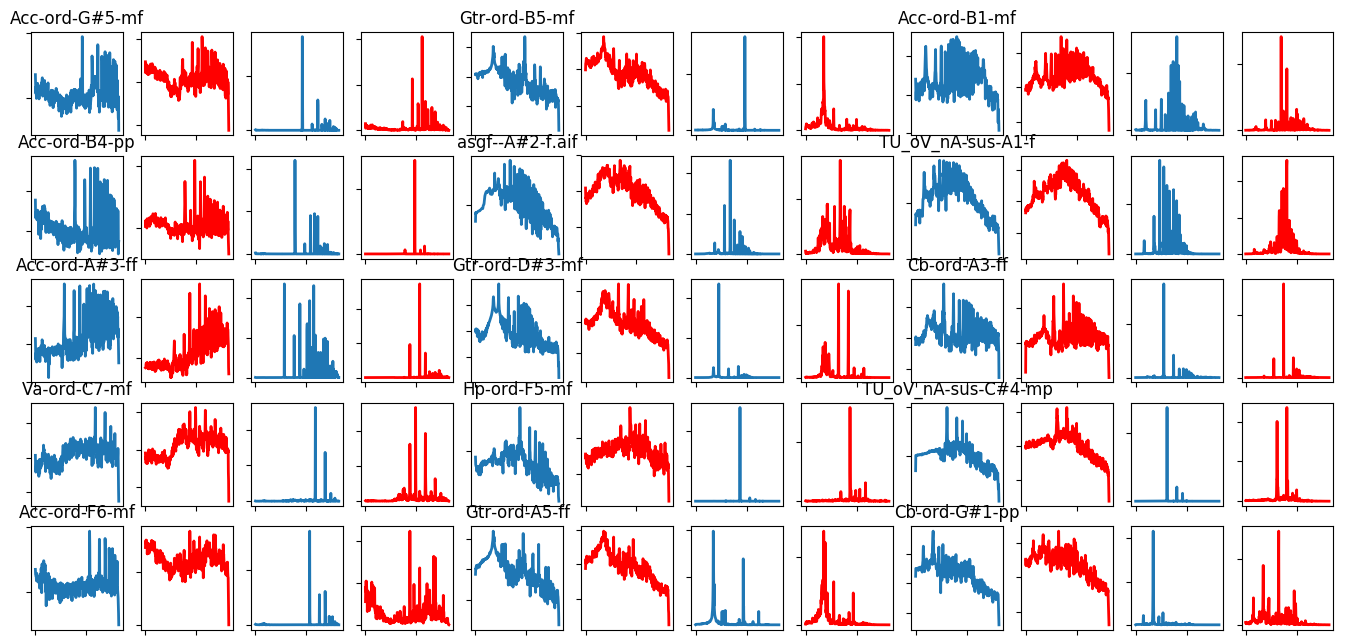 Acc-ord-G#5-mf Gtr-ord-B5-mf Acc-ord-B1-mf
Acc-ord-B4-pp asgf--A#2-f.aif TU_oV_nA-sus-A1-f
Acc-ord-A#3-ff Gtr-ord-D#3-mf Cb-ord-A3-ff
Va-ord-C7-mf Hp-ord-F5-mf TU_oV_nA-sus-C#4-mp
Acc-ord-F6-mf Gtr-ord-A5-ff Cb-ord-G#1-pp